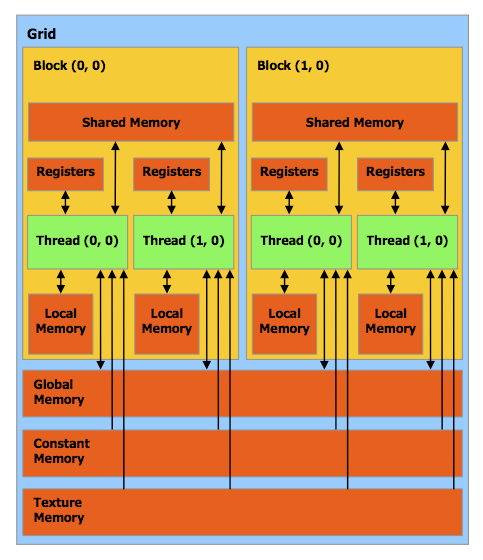 Grid
Block (0, 0)
Shared Memory
Registers
Registers
Thread (0, 0)
Thread (1, 0)
Local
Memory
Local
Memory
Block (1, 0)
Shared Memory
Registers
Registers
Thread (0, 0)
Thread (1, 0)
Local
Memory
Local
Memory
Global
Memory
Constant
Memory
Texture
Memory